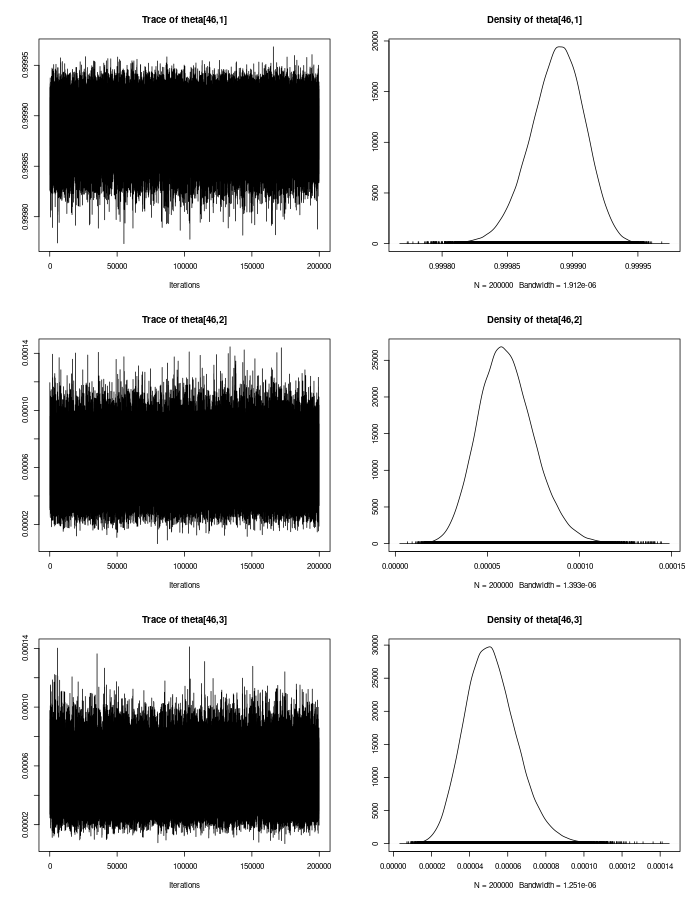 Trace of theta[46,1]
0.99980 0.99985 0.99990 0.99995
0 50000 100000 150000 200000
Iterations
Density of theta[46,1]
0 5000 10000 15000 20000
0.99980 0.99985 0.99990 0.99995
N = 200000 Bandwidth = 1.912e-06
Trace of theta[46,2]
0.00002 0.00006 0.00010 0.00014
0 50000 100000 150000 200000
Iterations
Density of theta[46,2]
0 5000 10000 15000 20000 25000
0.00000 0.00005 0.00010 0.00015
N = 200000 Bandwidth = 1.393e-06
Trace of theta[46,3]
0.00002 0.00006 0.00010 0.00014
0 50000 100000 150000 200000
Iterations
Density of theta[46,3]
0 5000 10000 15000 20000 25000 30000
0.00000 0.00002 0.00004 0.00006 0.00008 0.00010 0.00012 0.00014
N = 200000 Bandwidth = 1.251e-06